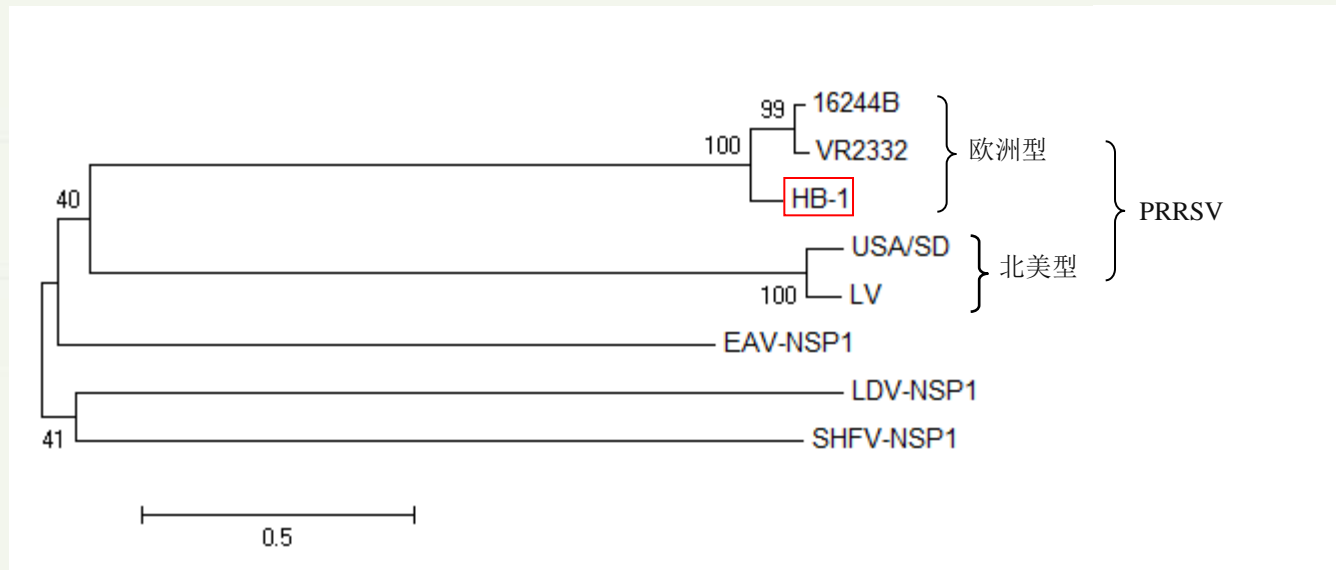 16244B
99
VR2332
100
欧洲型
HB-1
PRRSV
40
USA/SD
北美型
LV
100
EAV-NSP1
LDV-NSP1
SHFV-NSP1
41
0.5